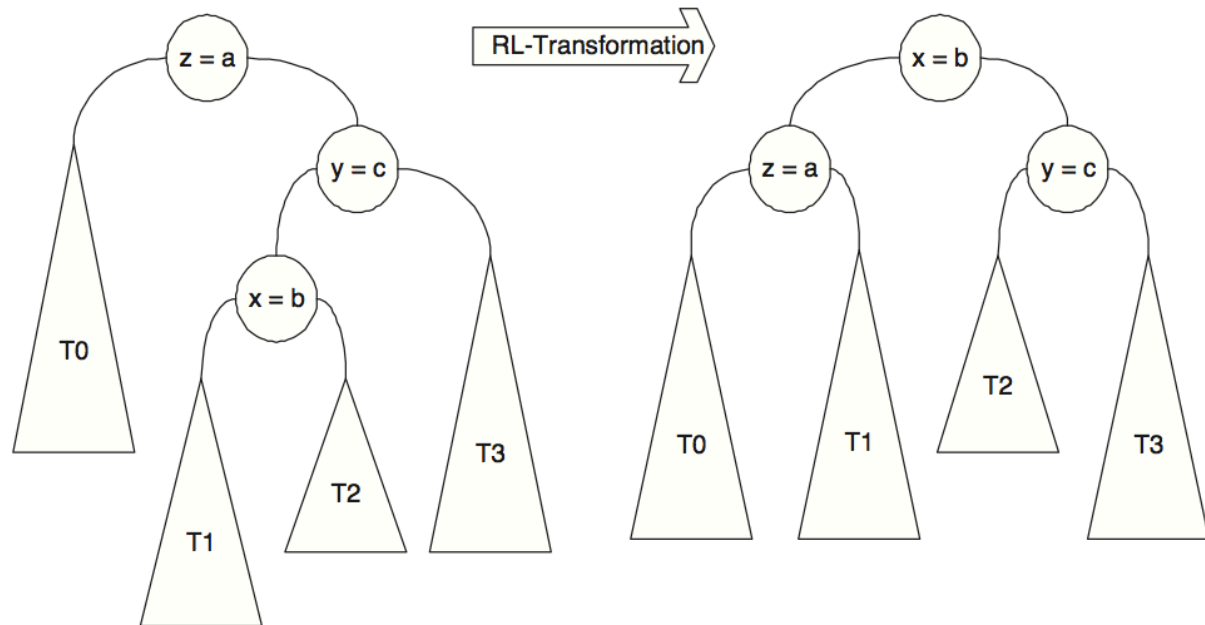 RL-Transformation
z = a
x = b
y = c
z = a
y = c
x = b
T0
T2
T0
T1
T3
T3
T2
T1